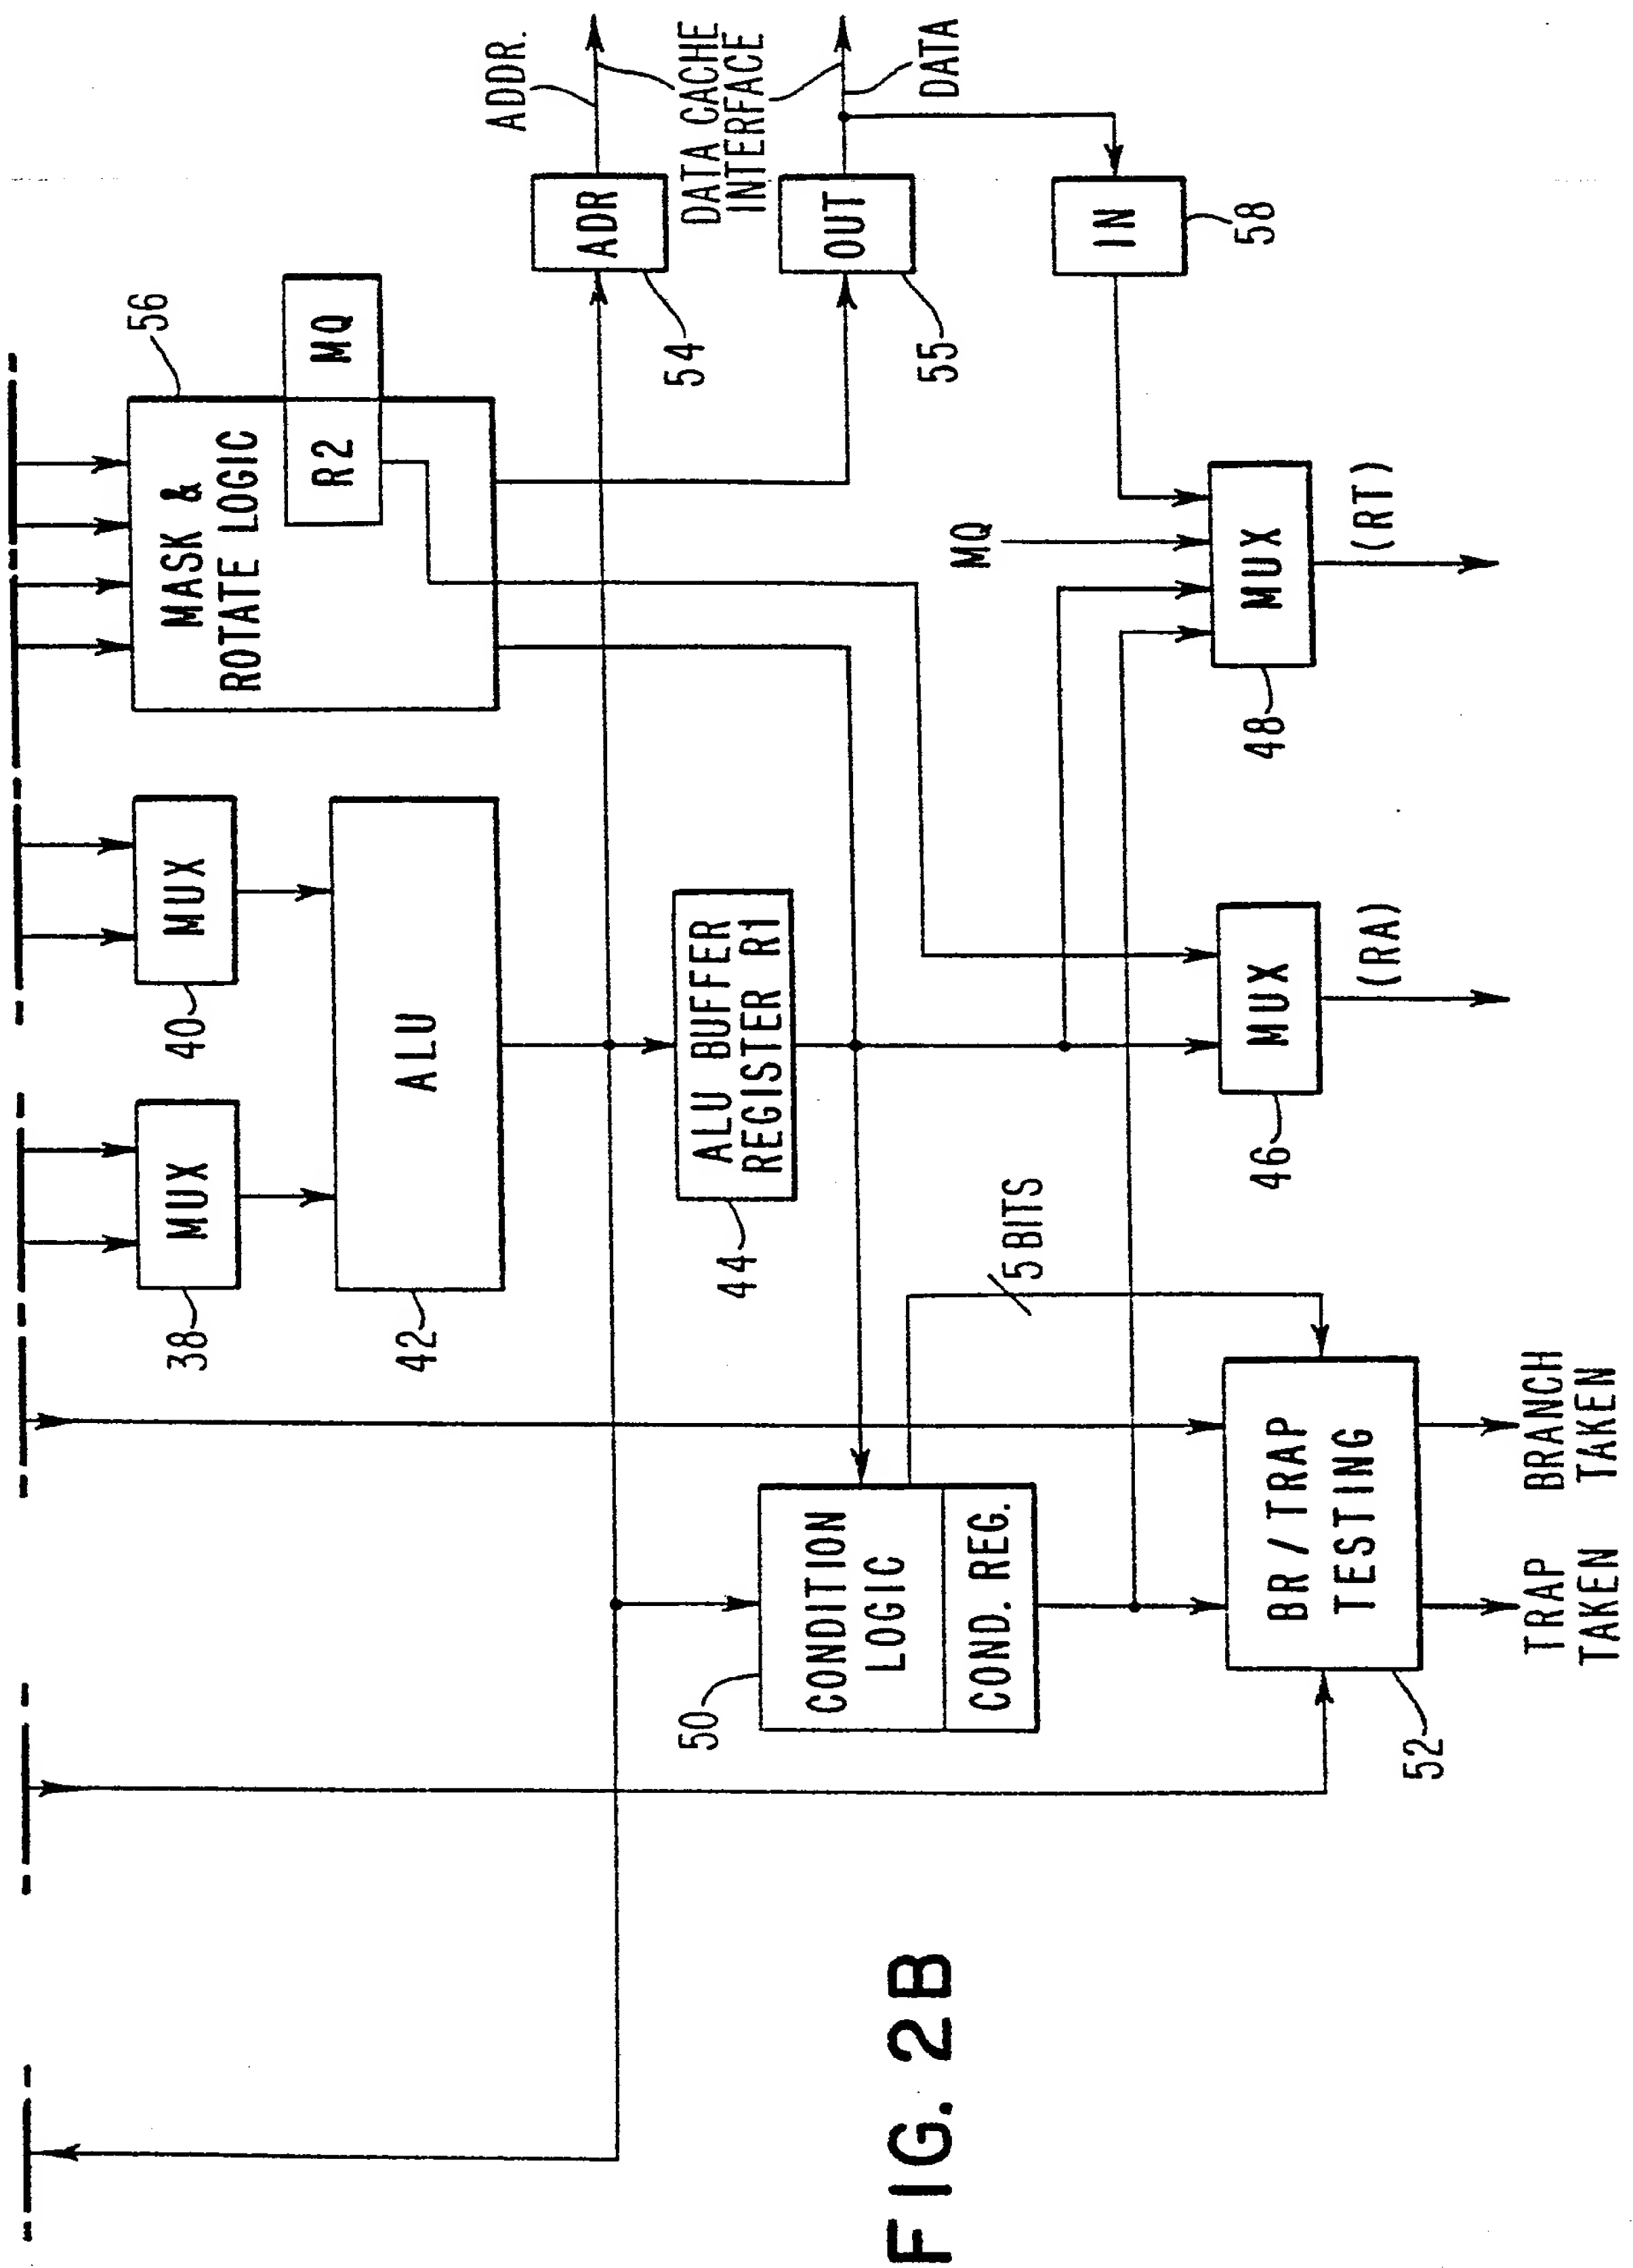 56
MASK &
ROTATE LOGIC
R2
MQ
MUX
40
MUX
38
ALU
42
ADDR.
ADR
54
DATA CACHE
INTERFACE
DATA
OUT
55
IN
58
ALU BUFFER
REGISTER R1
44
MQ
MUX
48
(RT)
MUX
46
(RA)
5 BITS
CONDITION
LOGIC
COND. REG.
50
BR / TRAP
TESTING
52
TRAP
TAKEN
BRANCH
TAKEN
FIG. 2B